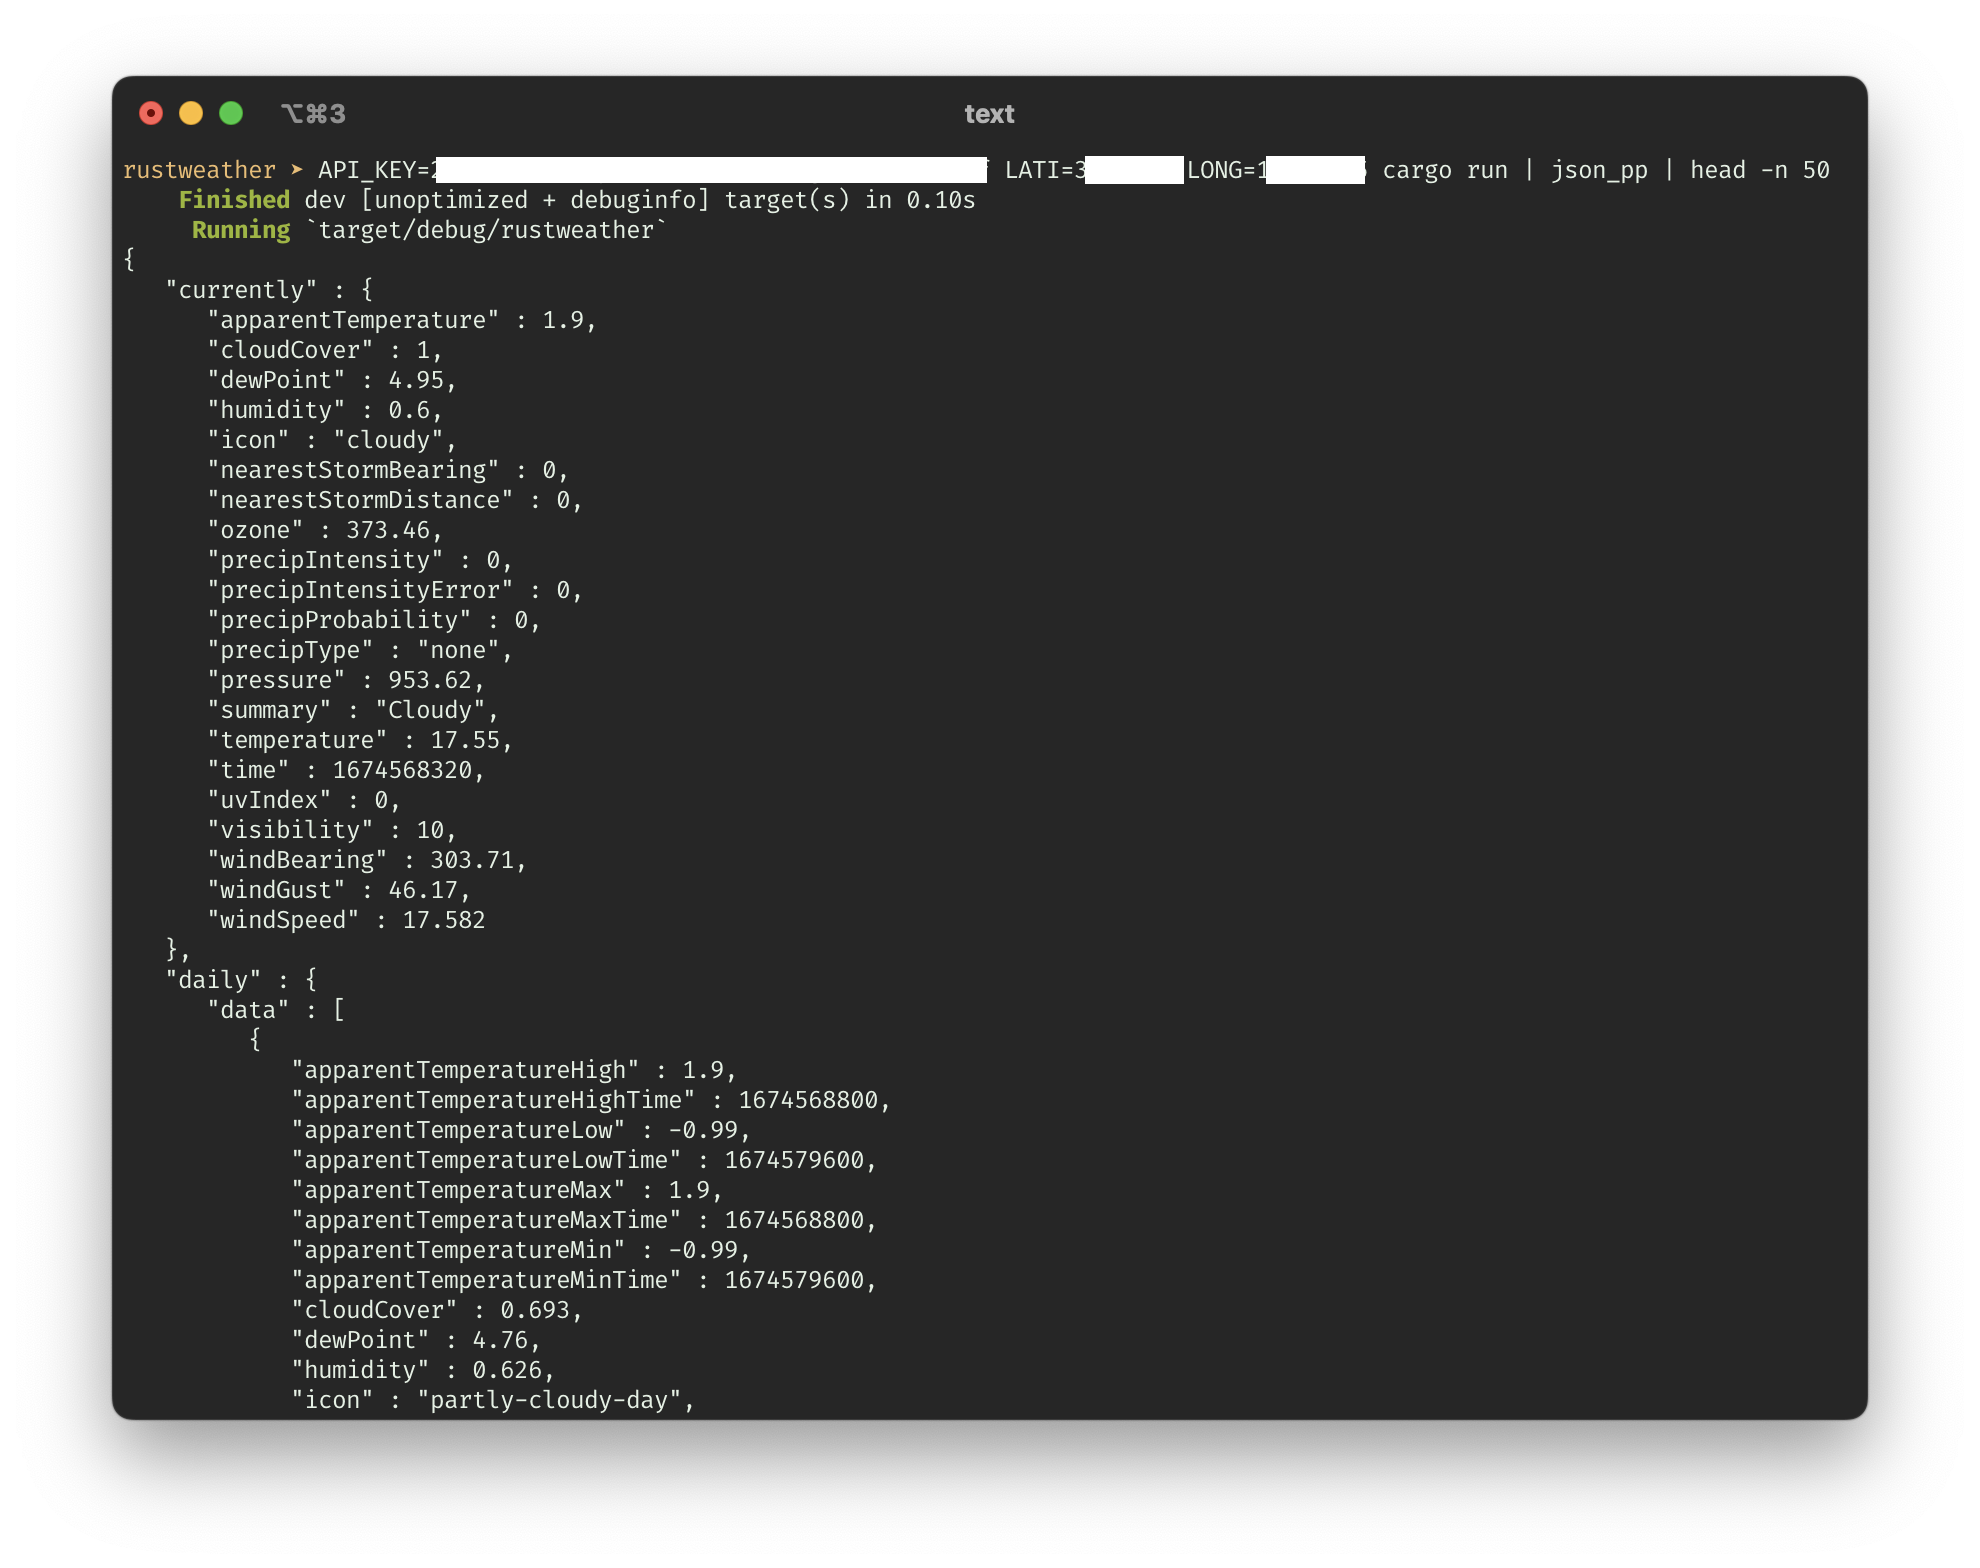 ⌥⌘3 text
rustweather ➤ API_KEY= LATI=3 LONG=1 cargo run | json_pp | head -n 50
    Finished dev [unoptimized + debuginfo] target(s) in 0.10s
     Running `target/debug/rustweather`
{
   "currently" : {
      "apparentTemperature" : 1.9,
      "cloudCover" : 1,
      "dewPoint" : 4.95,
      "humidity" : 0.6,
      "icon" : "cloudy",
      "nearestStormBearing" : 0,
      "nearestStormDistance" : 0,
      "ozone" : 373.46,
      "precipIntensity" : 0,
      "precipIntensityError" : 0,
      "precipProbability" : 0,
      "precipType" : "none",
      "pressure" : 953.62,
      "summary" : "Cloudy",
      "temperature" : 17.55,
      "time" : 1674568320,
      "uvIndex" : 0,
      "visibility" : 10,
      "windBearing" : 303.71,
      "windGust" : 46.17,
      "windSpeed" : 17.582
   },
   "daily" : {
      "data" : [
         {
            "apparentTemperatureHigh" : 1.9,
            "apparentTemperatureHighTime" : 1674568800,
            "apparentTemperatureLow" : -0.99,
            "apparentTemperatureLowTime" : 1674579600,
            "apparentTemperatureMax" : 1.9,
            "apparentTemperatureMaxTime" : 1674568800,
            "apparentTemperatureMin" : -0.99,
            "apparentTemperatureMinTime" : 1674579600,
            "cloudCover" : 0.693,
            "dewPoint" : 4.76,
            "humidity" : 0.626,
            "icon" : "partly-cloudy-day",